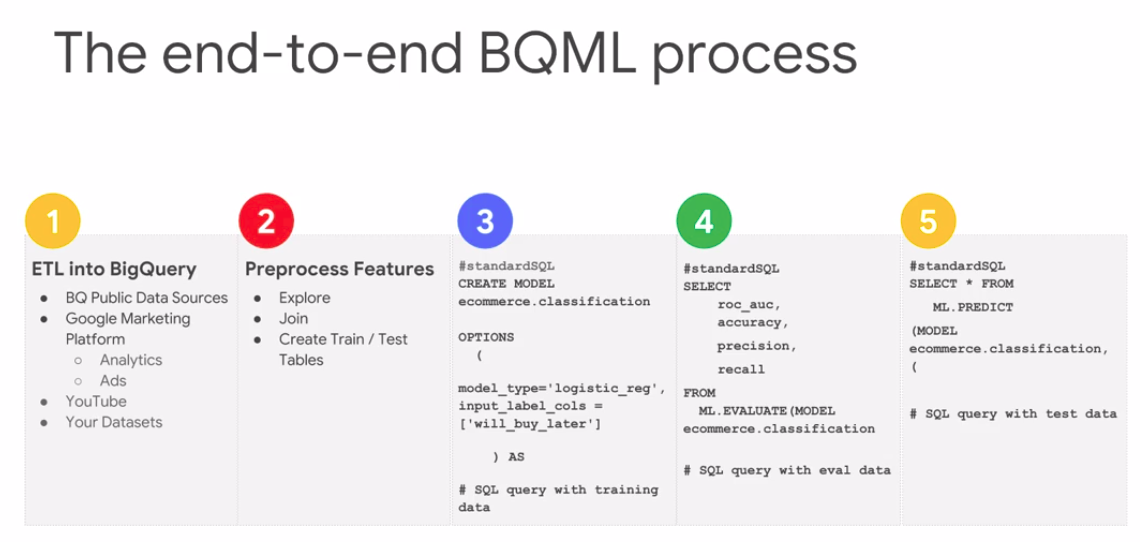 The end-to-end BQML process
1
ETL into BigQuery
● BQ Public Data Sources
● Google Marketing
Platform
○ Analytics
○ Ads
● YouTube
● Your Datasets
2
Preprocess Features
● Explore
● Join
● Create Train / Test
Tables
3
#standardSQL
CREATE MODEL
ecommerce.classification
OPTIONS
(
model_type='logistic_reg',
input_label_cols =
['will_buy_later']
) AS
# SQL query with training
data
4
#standardSQL
SELECT
roc_auc,
accuracy,
precision,
recall
FROM
ML.EVALUATE(MODEL
ecommerce.classification
# SQL query with eval data
5
#standardSQL
SELECT * FROM
ML.PREDICT
(MODEL
ecommerce.classification,
(
# SQL query with test data